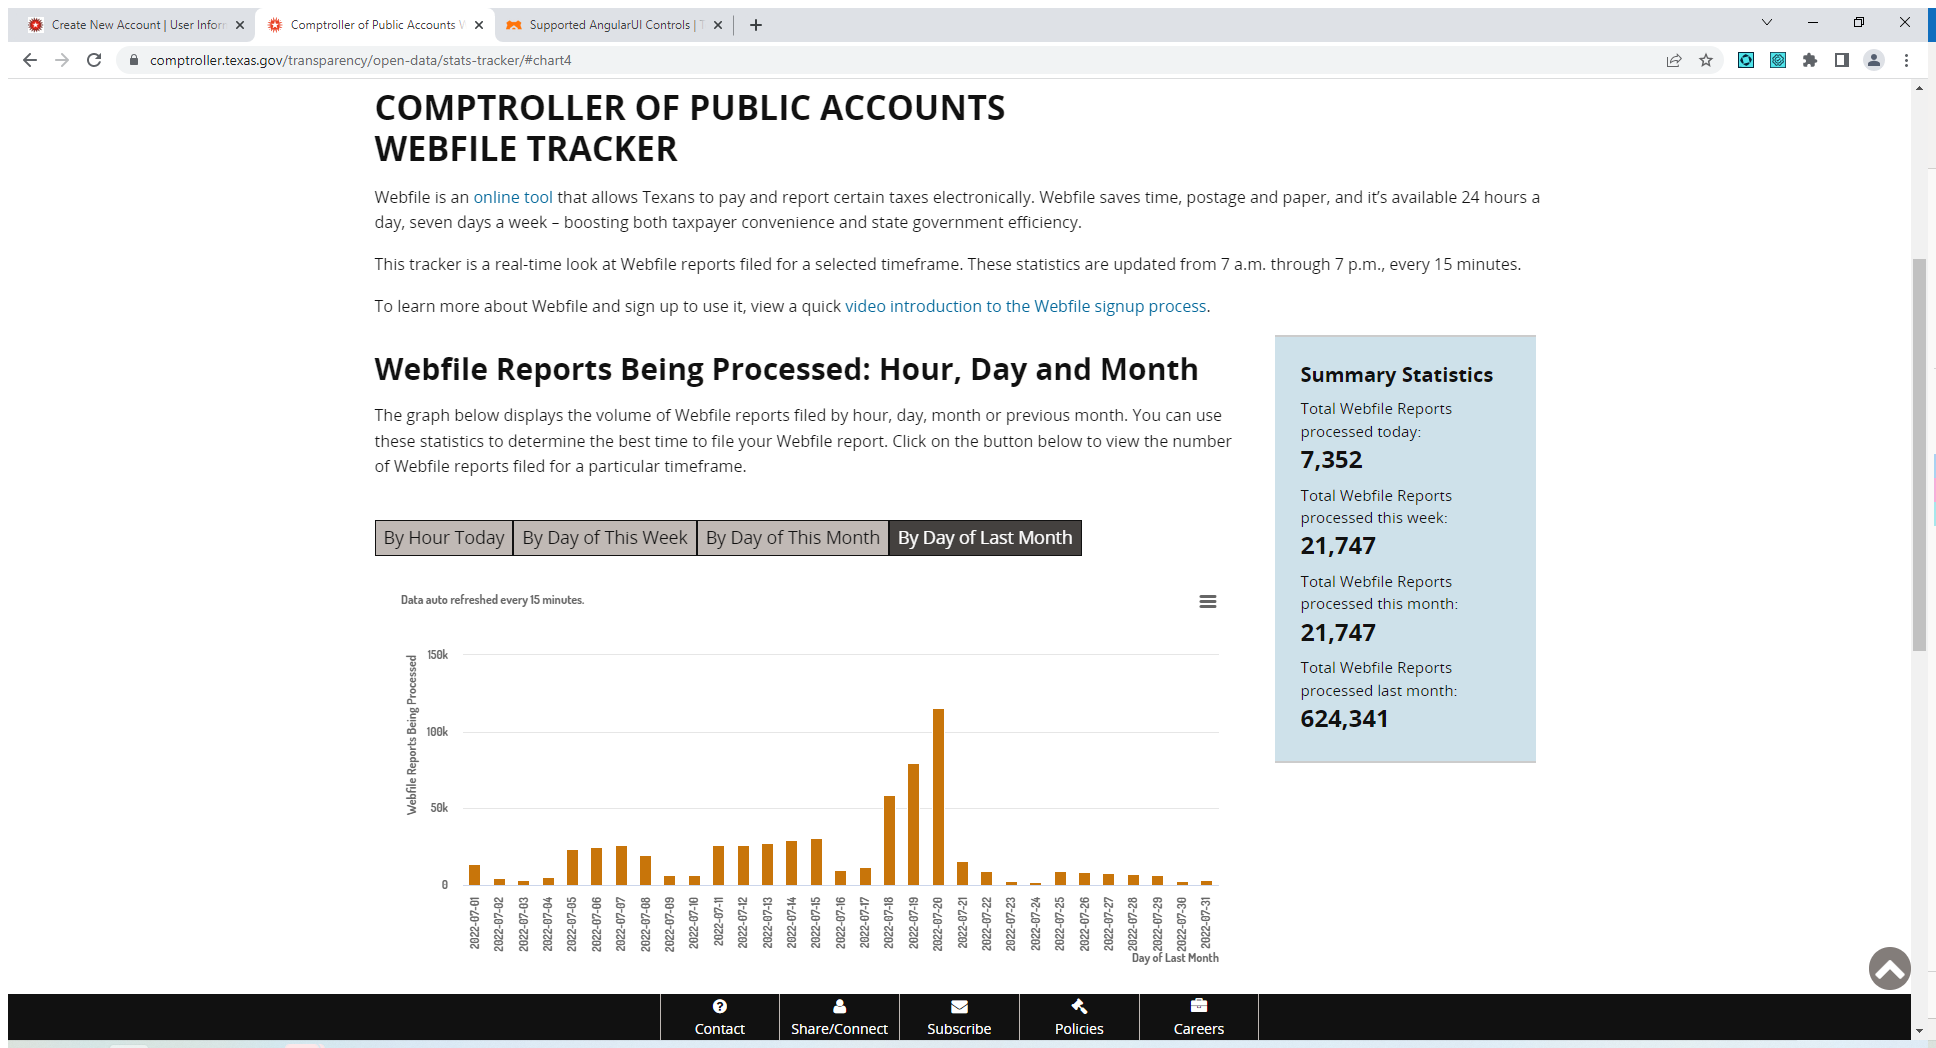 Create New Account | User Infor
Comptroller of Public Accounts W
Supported AngularUI Controls | T
comptroller.texas.gov/transparency/open-data/stats-tracker/#chart4
COMPTROLLER OF PUBLIC ACCOUNTS
WEBFILE TRACKER
Webfile is an online tool that allows Texans to pay and report certain taxes electronically. Webfile saves time, postage and paper, and it’s available 24 hours a
day, seven days a week – boosting both taxpayer convenience and state government efficiency.
This tracker is a real-time look at Webfile reports filed for a selected timeframe. These statistics are updated from 7 a.m. through 7 p.m., every 15 minutes.
To learn more about Webfile and sign up to use it, view a quick video introduction to the Webfile signup process.
Webfile Reports Being Processed: Hour, Day and Month
The graph below displays the volume of Webfile reports filed by hour, day, month or previous month. You can use
these statistics to determine the best time to file your Webfile report. Click on the button below to view the number
of Webfile reports filed for a particular timeframe.
By Hour Today
By Day of This Week
By Day of This Month
By Day of Last Month
Data auto refreshed every 15 minutes.
Webfile Reports Being Processed
150k
100k
50k
0
2022-07-01
2022-07-02
2022-07-03
2022-07-04
2022-07-05
2022-07-06
2022-07-07
2022-07-08
2022-07-09
2022-07-10
2022-07-11
2022-07-12
2022-07-13
2022-07-14
2022-07-15
2022-07-16
2022-07-17
2022-07-18
2022-07-19
2022-07-20
2022-07-21
2022-07-22
2022-07-23
2022-07-24
2022-07-25
2022-07-26
2022-07-27
2022-07-28
2022-07-29
2022-07-30
2022-07-31
Day of Last Month
Summary Statistics
Total Webfile Reports
processed today:
7,352
Total Webfile Reports
processed this week:
21,747
Total Webfile Reports
processed this month:
21,747
Total Webfile Reports
processed last month:
624,341
Contact
Share/Connect
Subscribe
Policies
Careers